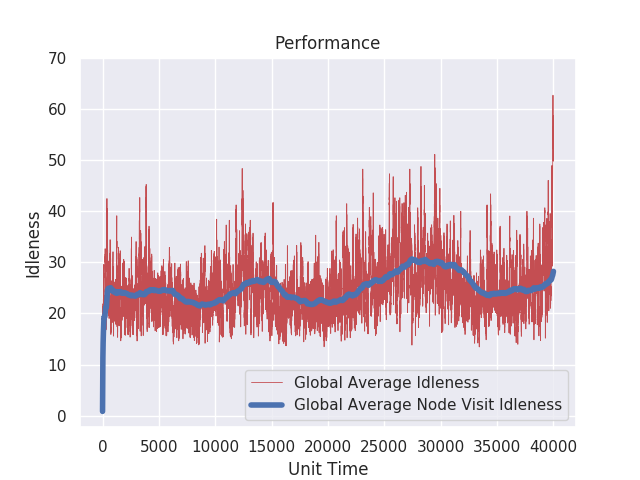 Performance
70
60
50
40
30
20
10
0
Idleness
0 5000 10000 15000 20000 25000 30000 35000 40000
Unit Time
Global Average Idleness
Global Average Node Visit Idleness